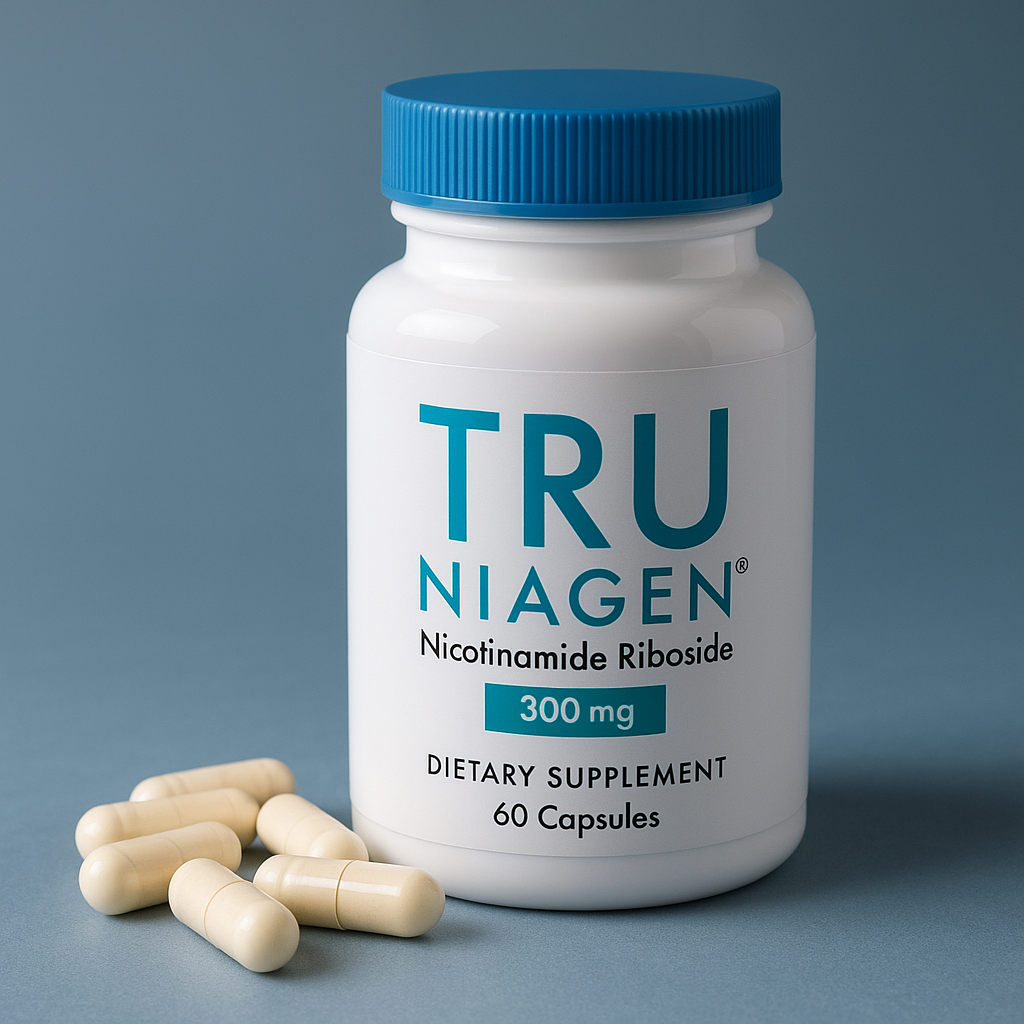 TRU
NIAGEN®
Nicotinamide Riboside
300 mg
DIETARY SUPPLEMENT
60 Capsules